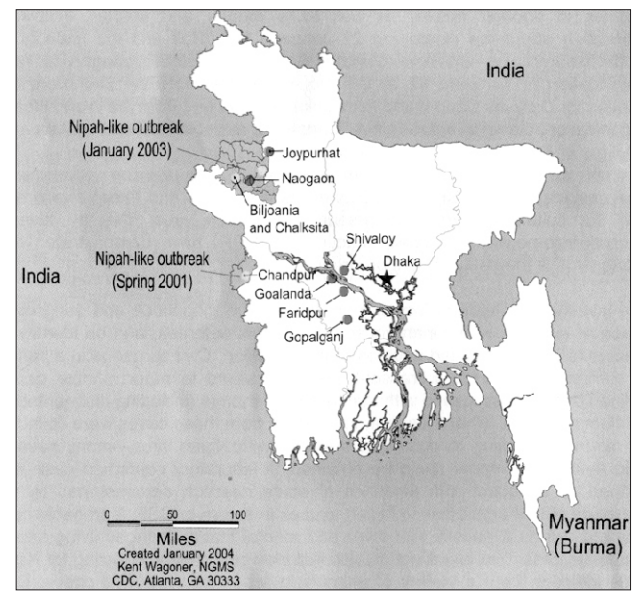 India
Nipah-like outbreak
(January 2003)
Joypurhat
Naogaon
Biljoania
and Chalksita
Shivaloy
Nipah-like outbreak
(Spring 2001)
Dhaka
India
Chandpur
Goalanda
Faridpur
Gopalganj
0 50 100
Miles
Created January 2004
Kent Wagoner, NGMS
CDC, Atlanta, GA 30333
Myanmar
(Burma)